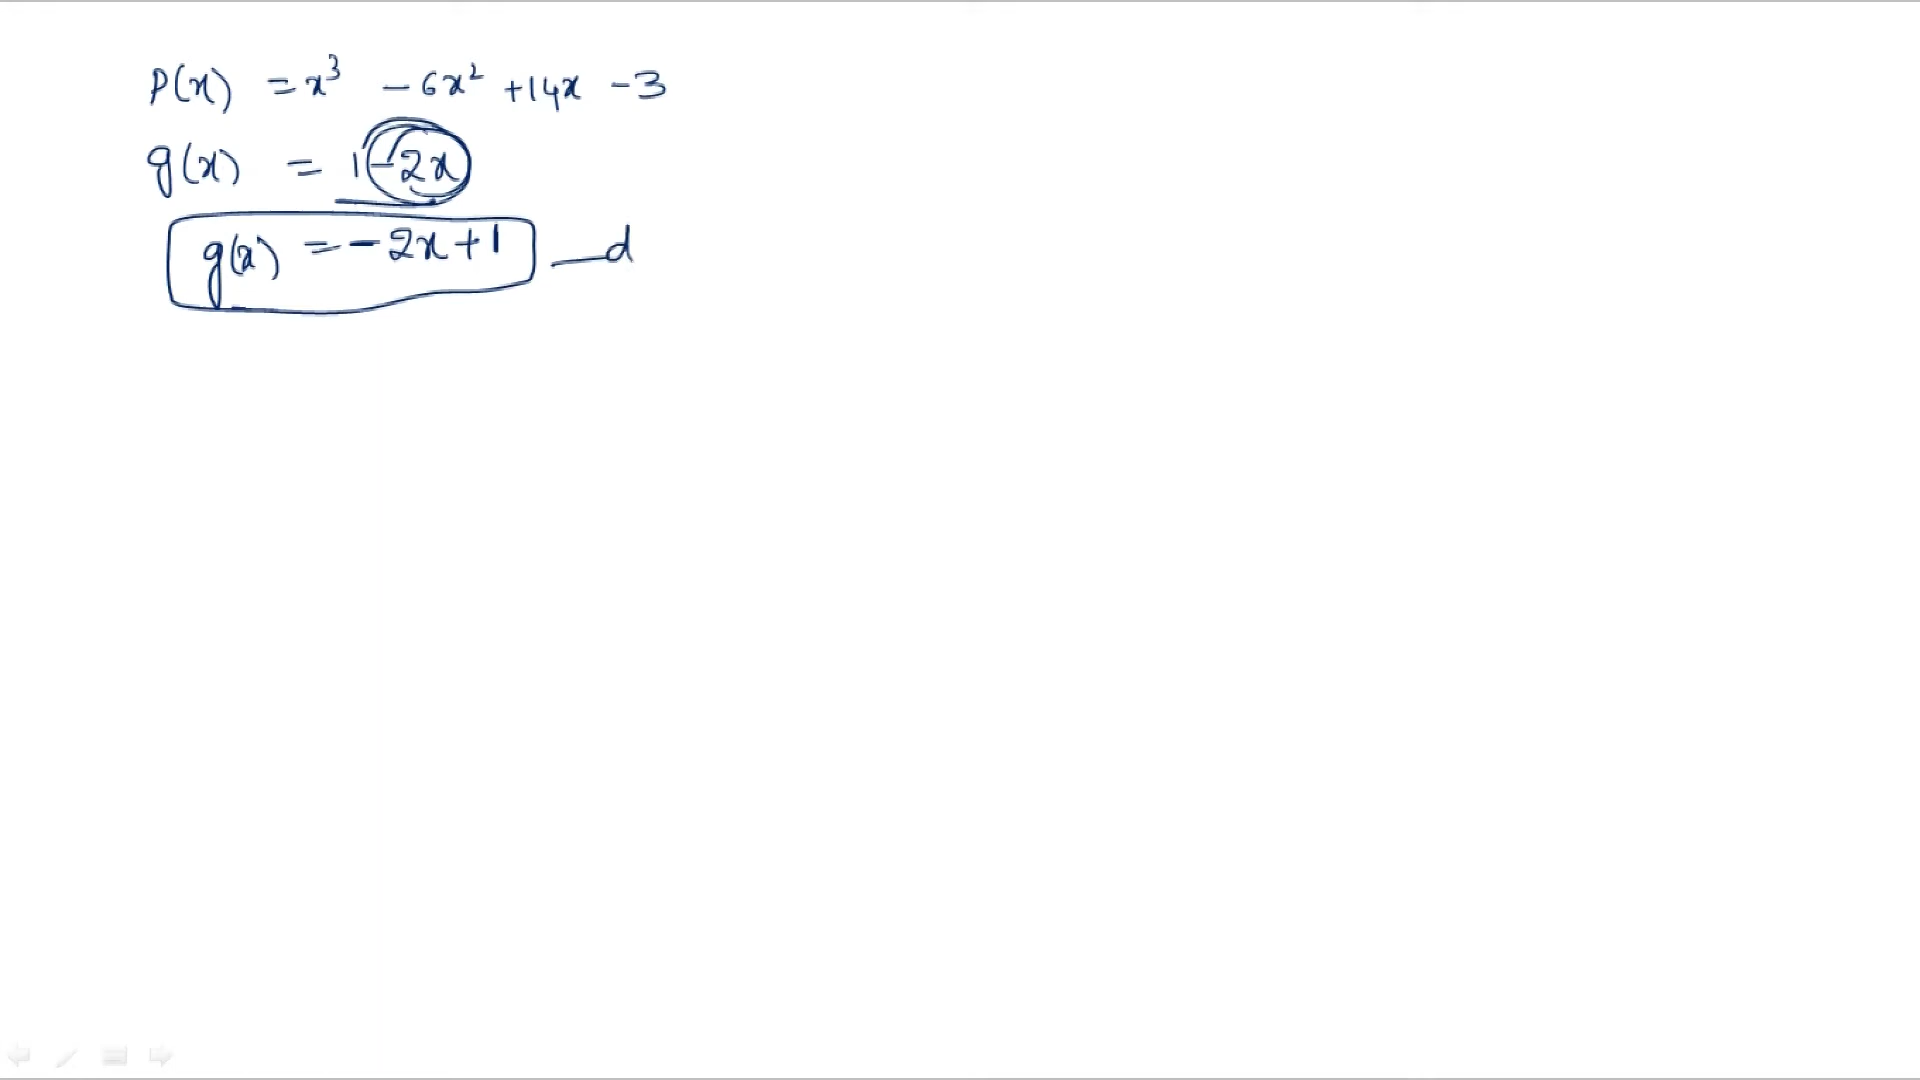 P(x) = x³ - 6x² + 14x - 3
g(x) = 1 - 2x
g(x) = - 2x + 1 — d